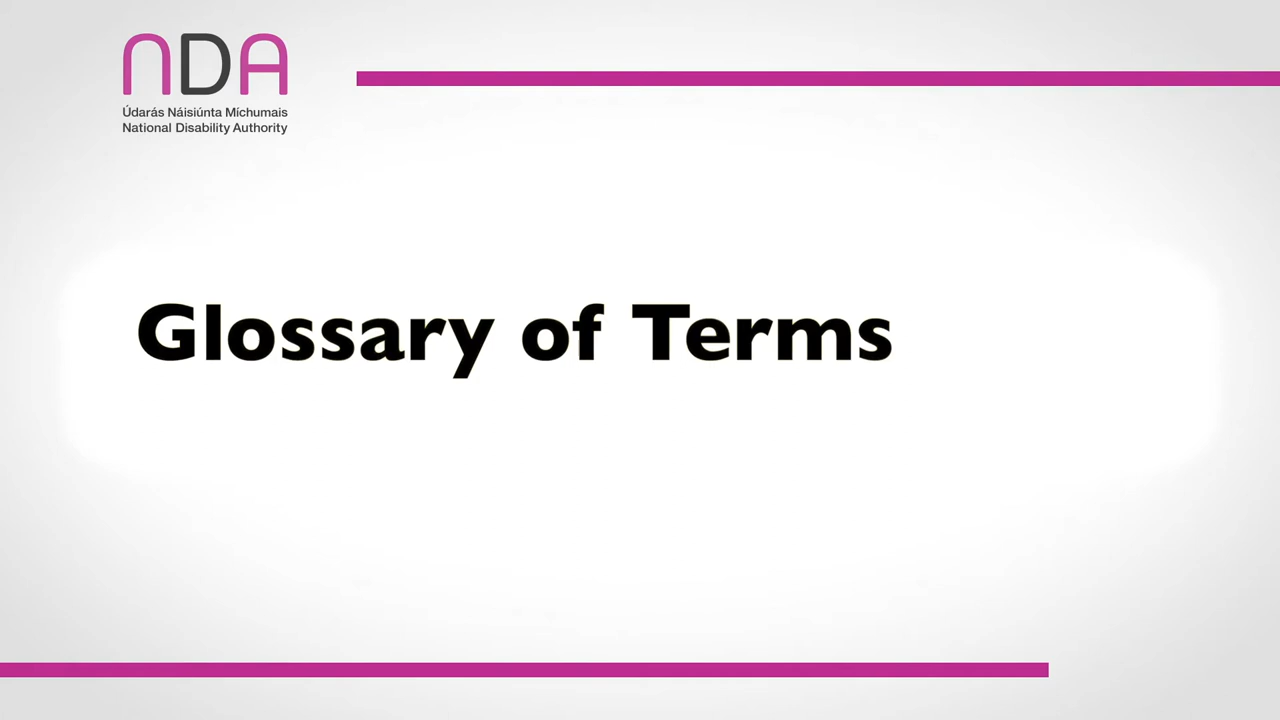 NDA
Údarás Náisiúnta Míchumais
National Disability Authority
Glossary of Terms